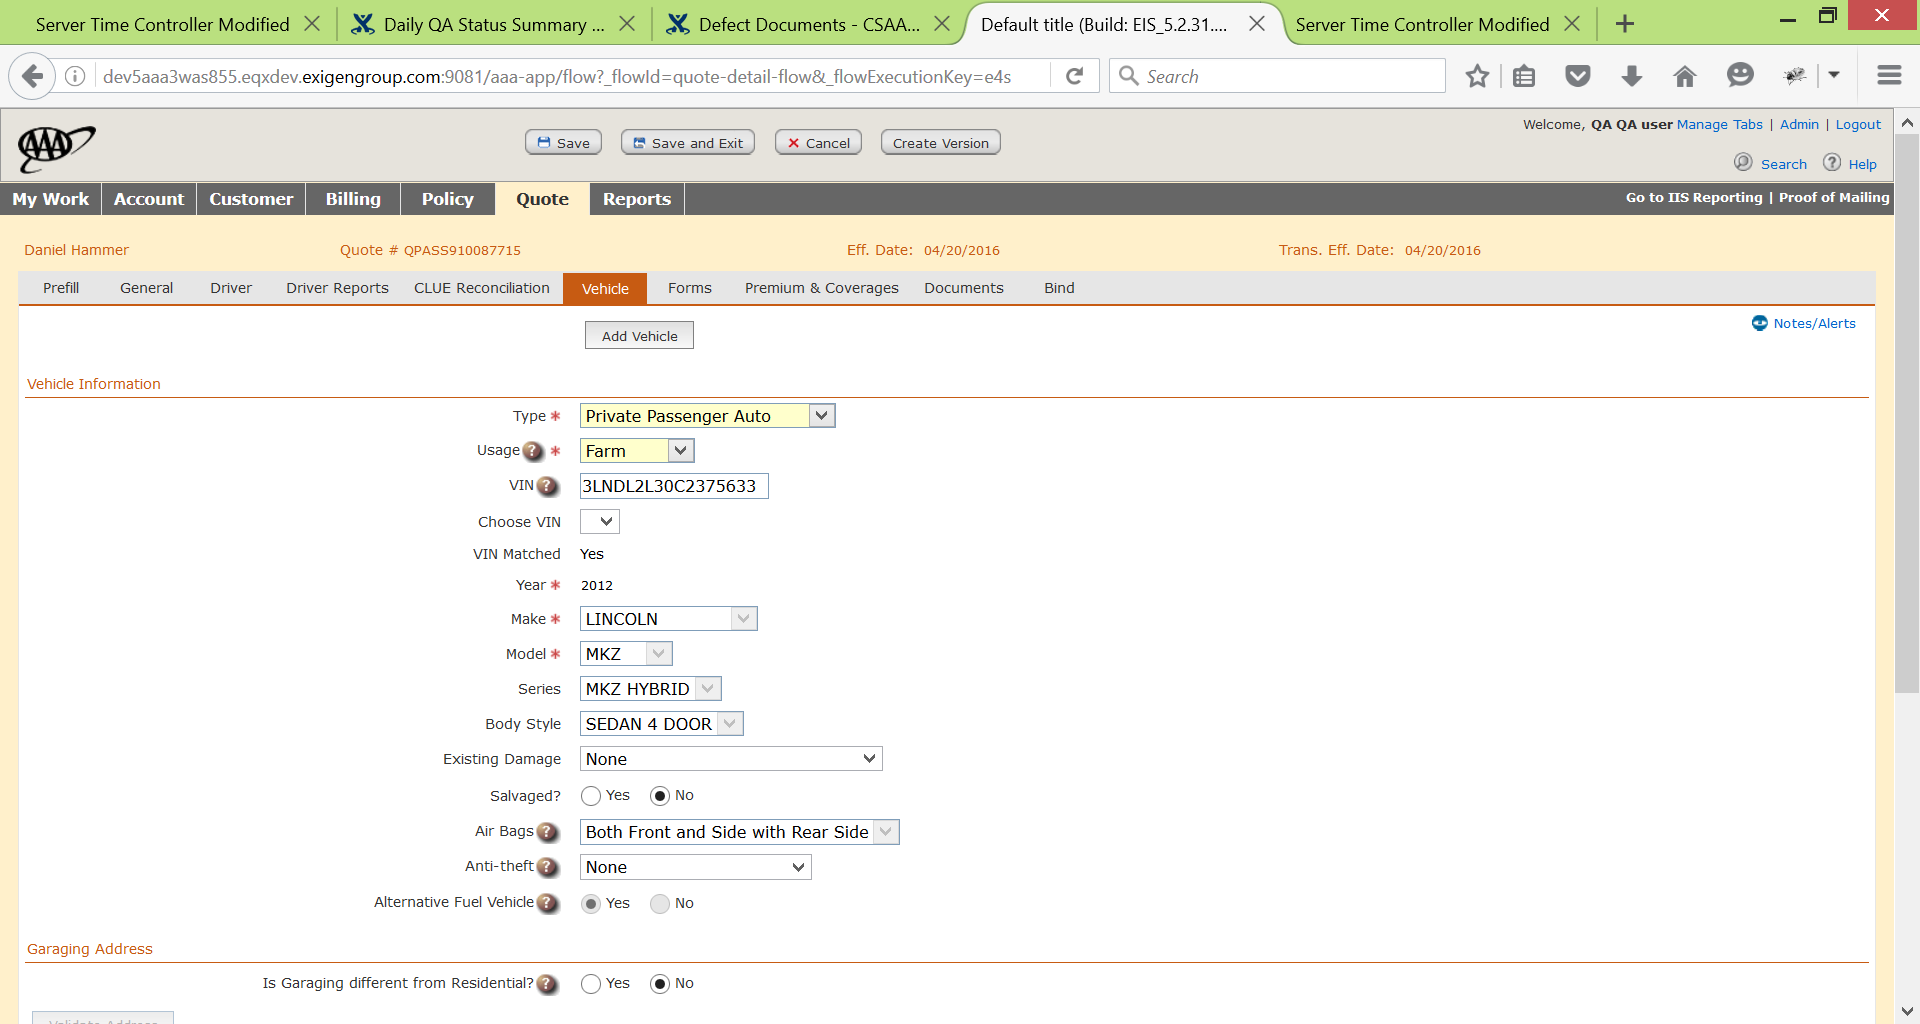 Server Time Controller Modified
Daily QA Status Summary ...
Defect Documents - CSAA...
Default title (Build: EIS_5.2.31....
Server Time Controller Modified
dev5aaa3was855.eqxdev.exigengroup.com:9081/aaa-app/flow?_flowId=quote-detail-flow&_flowExecutionKey=e4s
Search
AAA
Save
Save and Exit
Cancel
Create Version
Welcome, QA QA user Manage Tabs | Admin | Logout
Search
Help
My Work
Account
Customer
Billing
Policy
Quote
Reports
Go to IIS Reporting | Proof of Mailing
Daniel Hammer
Quote # QPASS910087715
Eff. Date: 04/20/2016
Trans. Eff. Date: 04/20/2016
Prefill
General
Driver
Driver Reports
CLUE Reconciliation
Vehicle
Forms
Premium & Coverages
Documents
Bind
Notes/Alerts
Add Vehicle
Vehicle Information
Type * Private Passenger Auto
Usage ? * Farm
VIN ? 3LNDL2L30C2375633
Choose VIN
VIN Matched Yes
Year * 2012
Make * LINCOLN
Model * MKZ
Series MKZ HYBRID
Body Style SEDAN 4 DOOR
Existing Damage None
Salvaged? Yes No
Air Bags ? Both Front and Side with Rear Side
Anti-theft ? None
Alternative Fuel Vehicle ? Yes No
Garaging Address
Is Garaging different from Residential? ? Yes No
Validate Address